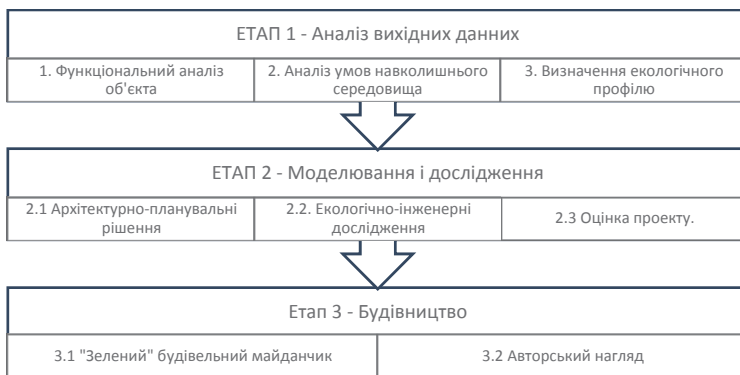 ЕТАП 1 - Аналіз вихідних данних
1. Функціональний аналіз
об'єкта
2. Аналіз умов навколишнього
середовища
3. Визначення екологічного
профілю
ЕТАП 2 - Моделювання і дослідження
2.1 Архітектурно-планувальні
рішення
2.2. Екологічно-інженерні
дослідження
2.3 Оцінка проекту.
Етап 3 - Будівництво
3.1 "Зелений" будівельний майданчик
3.2 Авторський нагляд